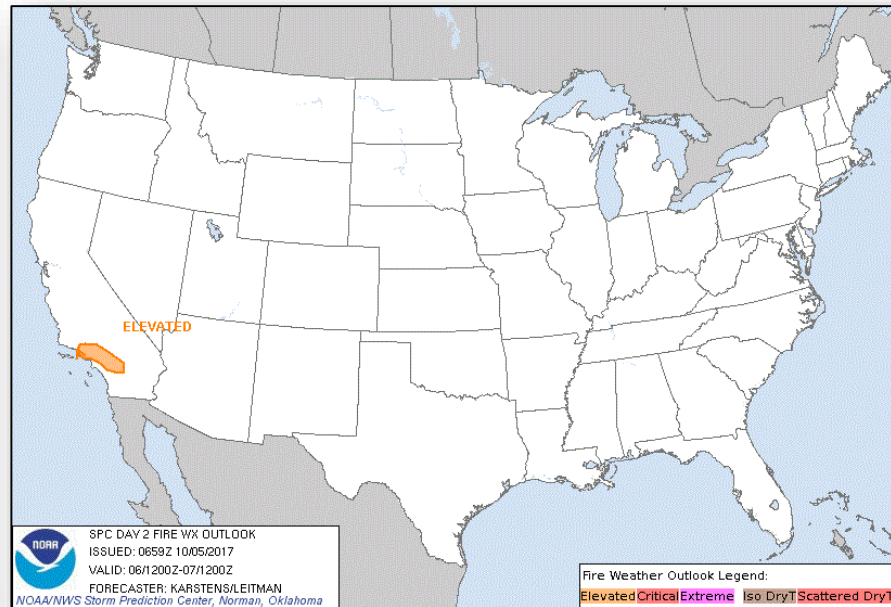 ELEVATED
NOAA
SPC DAY 2 FIRE WX OUTLOOK
ISSUED: 0659Z 10/05/2017
VALID: 06/1200Z-07/1200Z
FORECASTER: KARSTENS/LEITMAN
NOAA/NWS Storm Prediction Center, Norman, Oklahoma
Fire Weather Outlook Legend:
Elevated Critical Extreme Iso DryT Scattered DryT